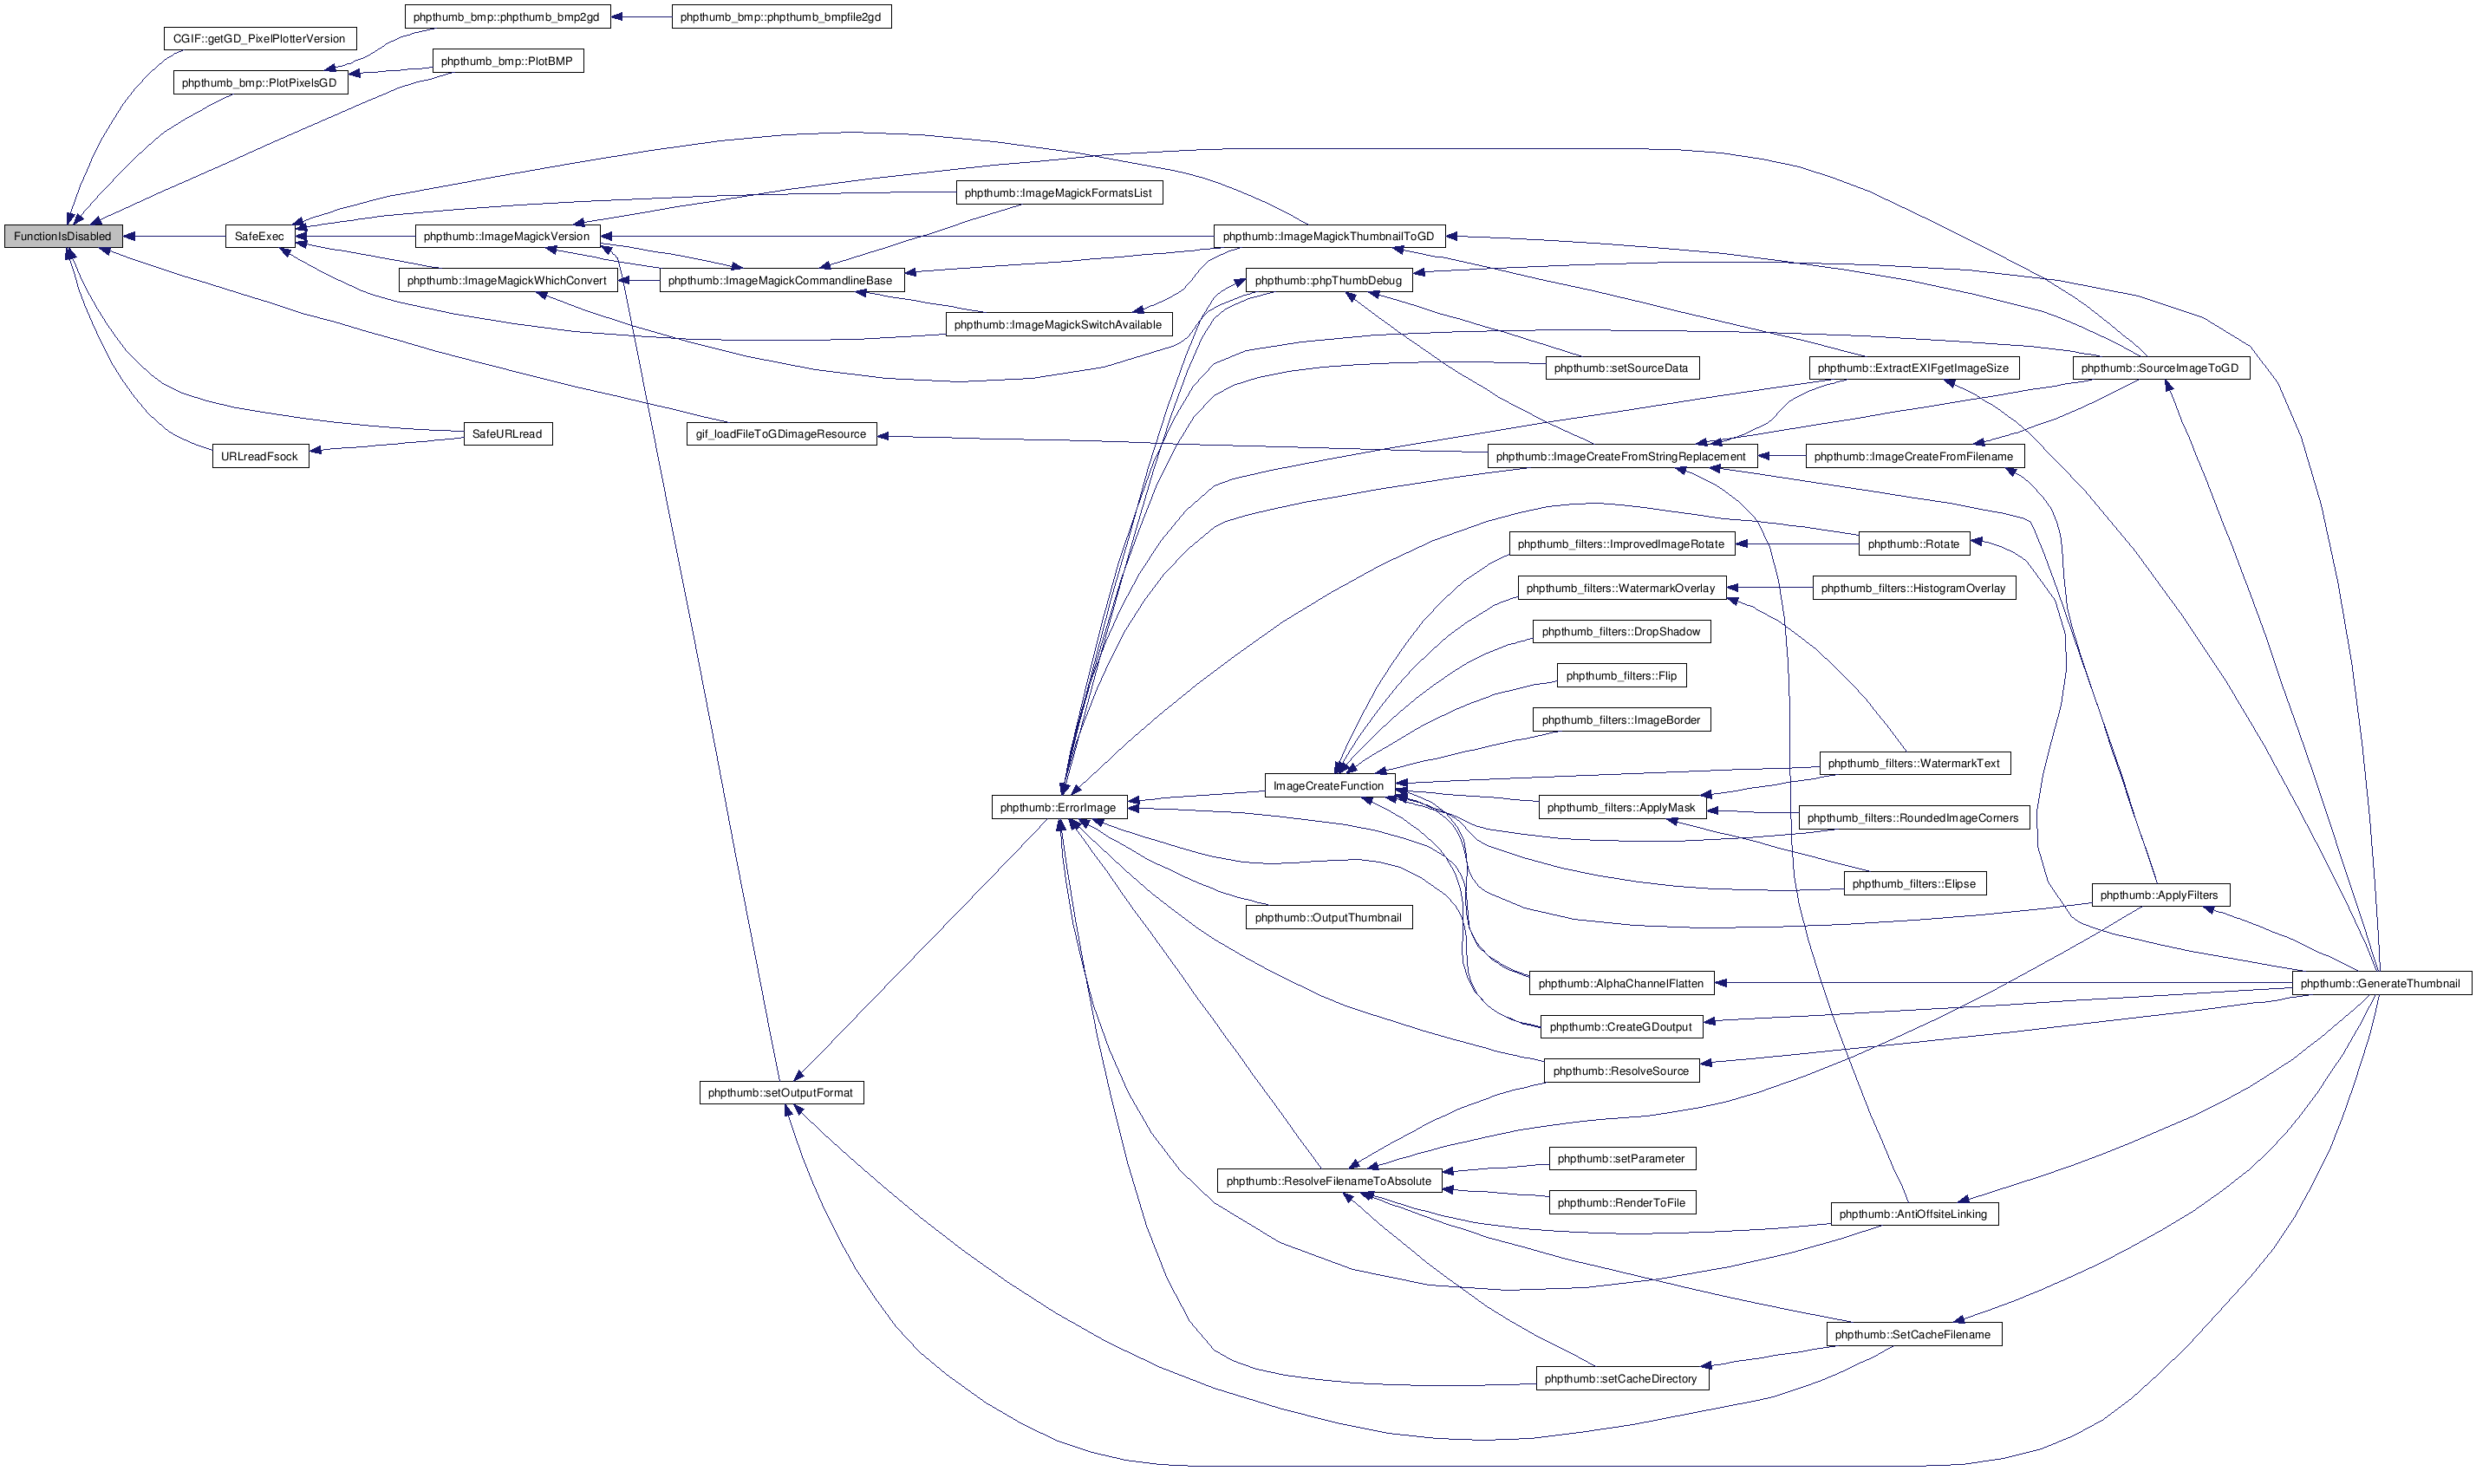 phpthumb_bmp::phpthumb_bmp2gd
phpthumb_bmp::phpthumb_bmpfile2gd
CGIF::getGD_PixelPlotterVersion
phpthumb_bmp::PlotBMP
phpthumb_bmp::PlotPixelsGD
phpthumb::ImageMagickFormatsList
FunctionIsDisabled
SafeExec
phpthumb::ImageMagickVersion
phpthumb::ImageMagickThumbnailToGD
phpthumb::ImageMagickWhichConvert
phpthumb::ImageMagickCommandlineBase
phpthumb::phpThumbDebug
phpthumb::ImageMagickSwitchAvailable
phpthumb::setSourceData
phpthumb::ExtractEXIFgetImageSize
phpthumb::SourceImageToGD
gif_loadFileToGDimageResource
SafeURLread
URLreadFsock
phpthumb::ImageCreateFromStringReplacement
phpthumb::ImageCreateFromFilename
phpthumb_filters::ImprovedImageRotate
phpthumb::Rotate
phpthumb_filters::WatermarkOverlay
phpthumb_filters::HistogramOverlay
phpthumb_filters::DropShadow
phpthumb_filters::Flip
phpthumb_filters::ImageBorder
phpthumb_filters::WatermarkText
ImageCreateFunction
phpthumb::ErrorImage
phpthumb_filters::ApplyMask
phpthumb_filters::RoundedImageCorners
phpthumb_filters::Elipse
phpthumb::ApplyFilters
phpthumb::OutputThumbnail
phpthumb::AlphaChannelFlatten
phpthumb::GenerateThumbnail
phpthumb::CreateGDoutput
phpthumb::ResolveSource
phpthumb::setOutputFormat
phpthumb::setParameter
phpthumb::ResolveFilenameToAbsolute
phpthumb::RenderToFile
phpthumb::AntiOffsiteLinking
phpthumb::SetCacheFilename
phpthumb::setCacheDirectory